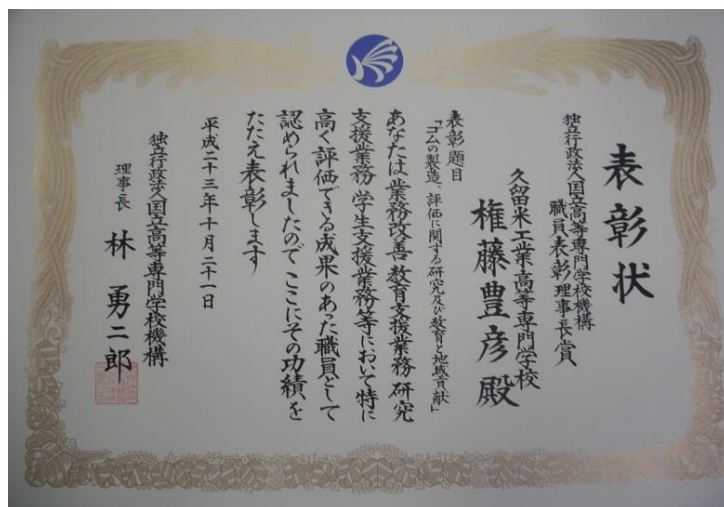 表彰状
独立行政法人国立高等専門学校機構
職員表彰理事長賞
久留米工業高等専門学校
権藤豊彦殿
表彰題目
「ゴムの製造、評価に関する研究及び教育と地域貢献」
あなたは業務改善 教育支援業務 研究
支援業務 学生支援業務等において特に
高く評価できる成果のあった職員として
認められましたのでここにその功績を
たたえ表彰します
平成二十三年十月二十一日
独立行政法人国立高等専門学校機構
理事長 林 勇二郎